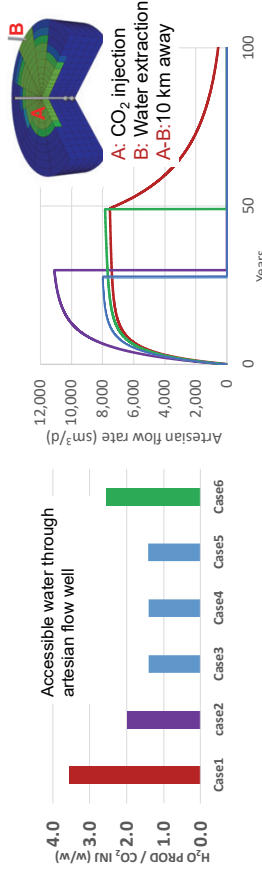 4.0
3.0
2.0
1.0
0.0
H₂O PROD / CO₂ INJ (w/w)
Accessible water through
artesian flow well
Case1
case2
Case3
Case4
Case5
Case6
12,000
10,000
8,000
6,000
4,000
2,000
0
Artesian flow rate (sm³/d)
0
50
100
Years
A
B
A: CO₂ injection
B: Water extraction
A-B:10 km away